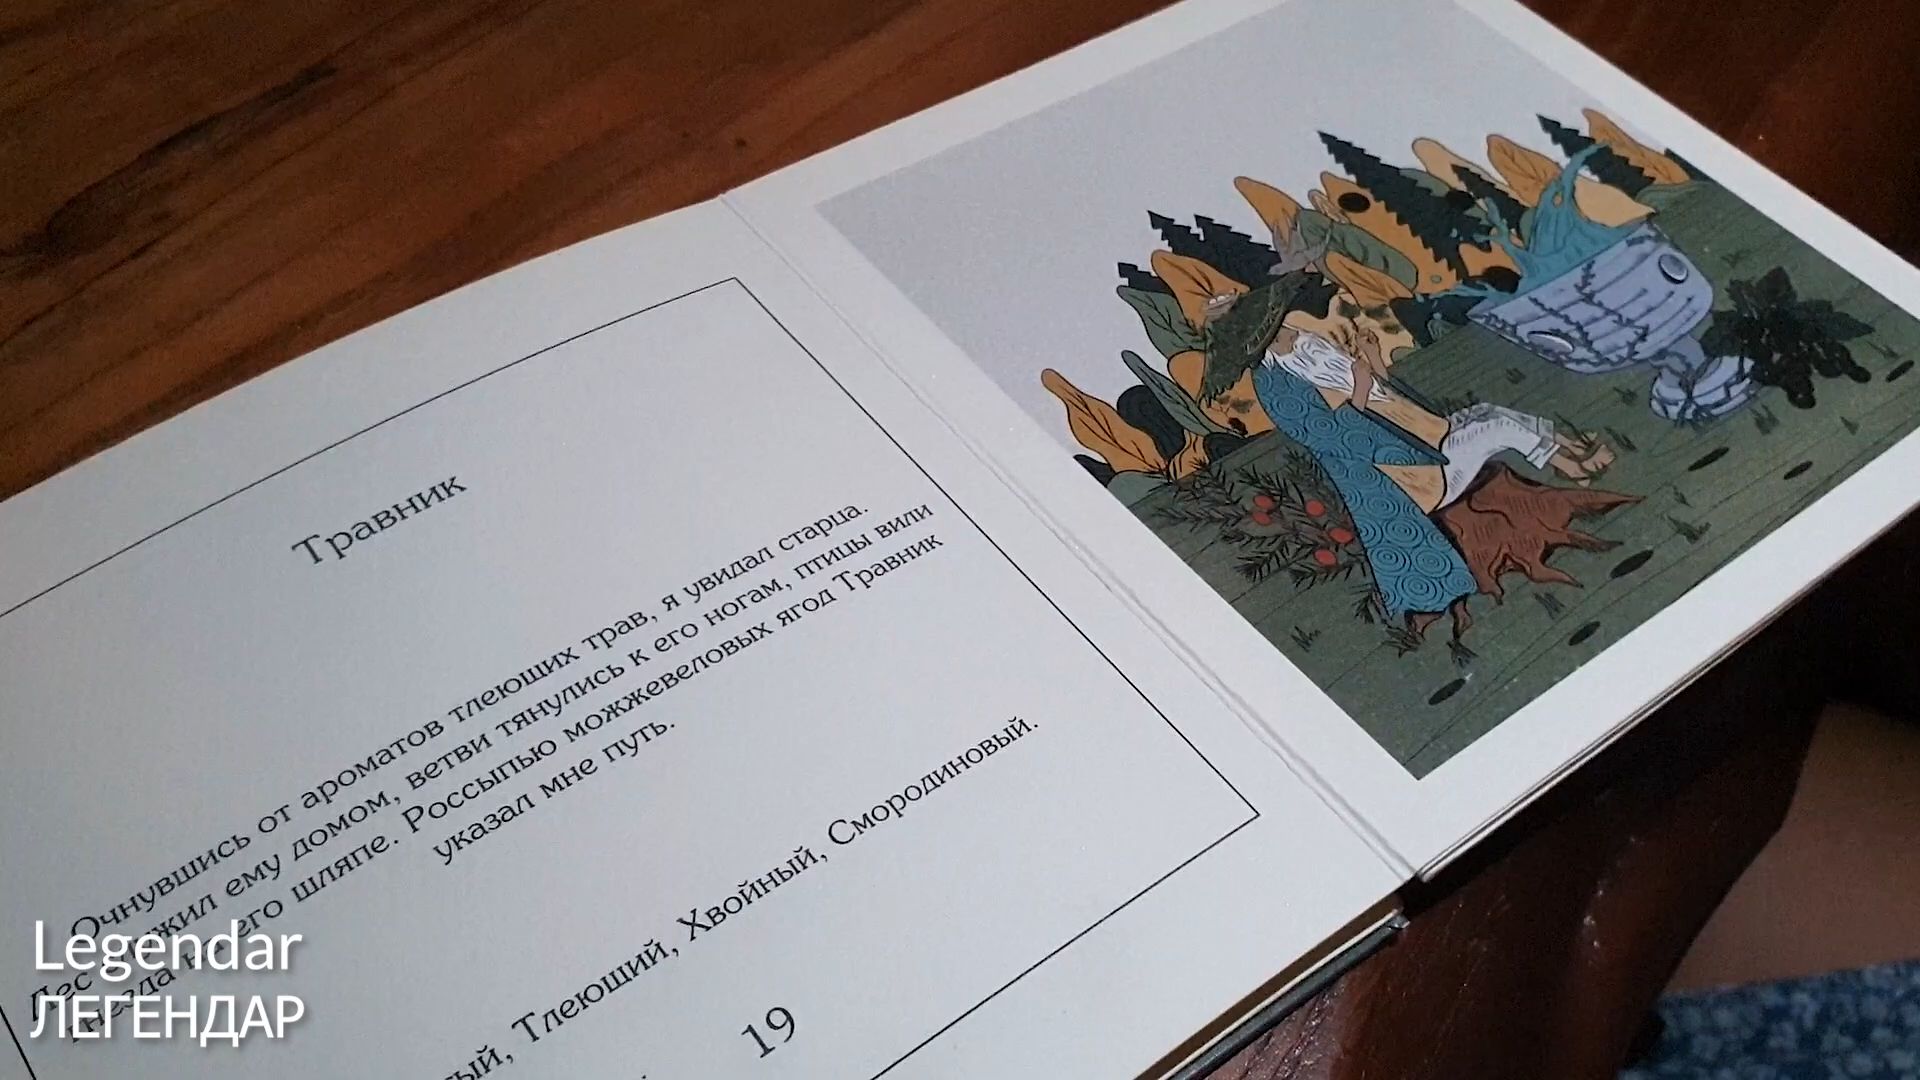 Травник
Очнувшись от ароматов тлеющих трав, я увидал старца.
Лес служил ему домом, ветви тянулись к его ногам, птицы вили
гнезда на его шляпе. Россыпью можжевеловых ягод Травник
указал мне путь.
Тлеющий, Хвойный, Смородиновый.
19
Legendar
ЛЕГЕНДАР